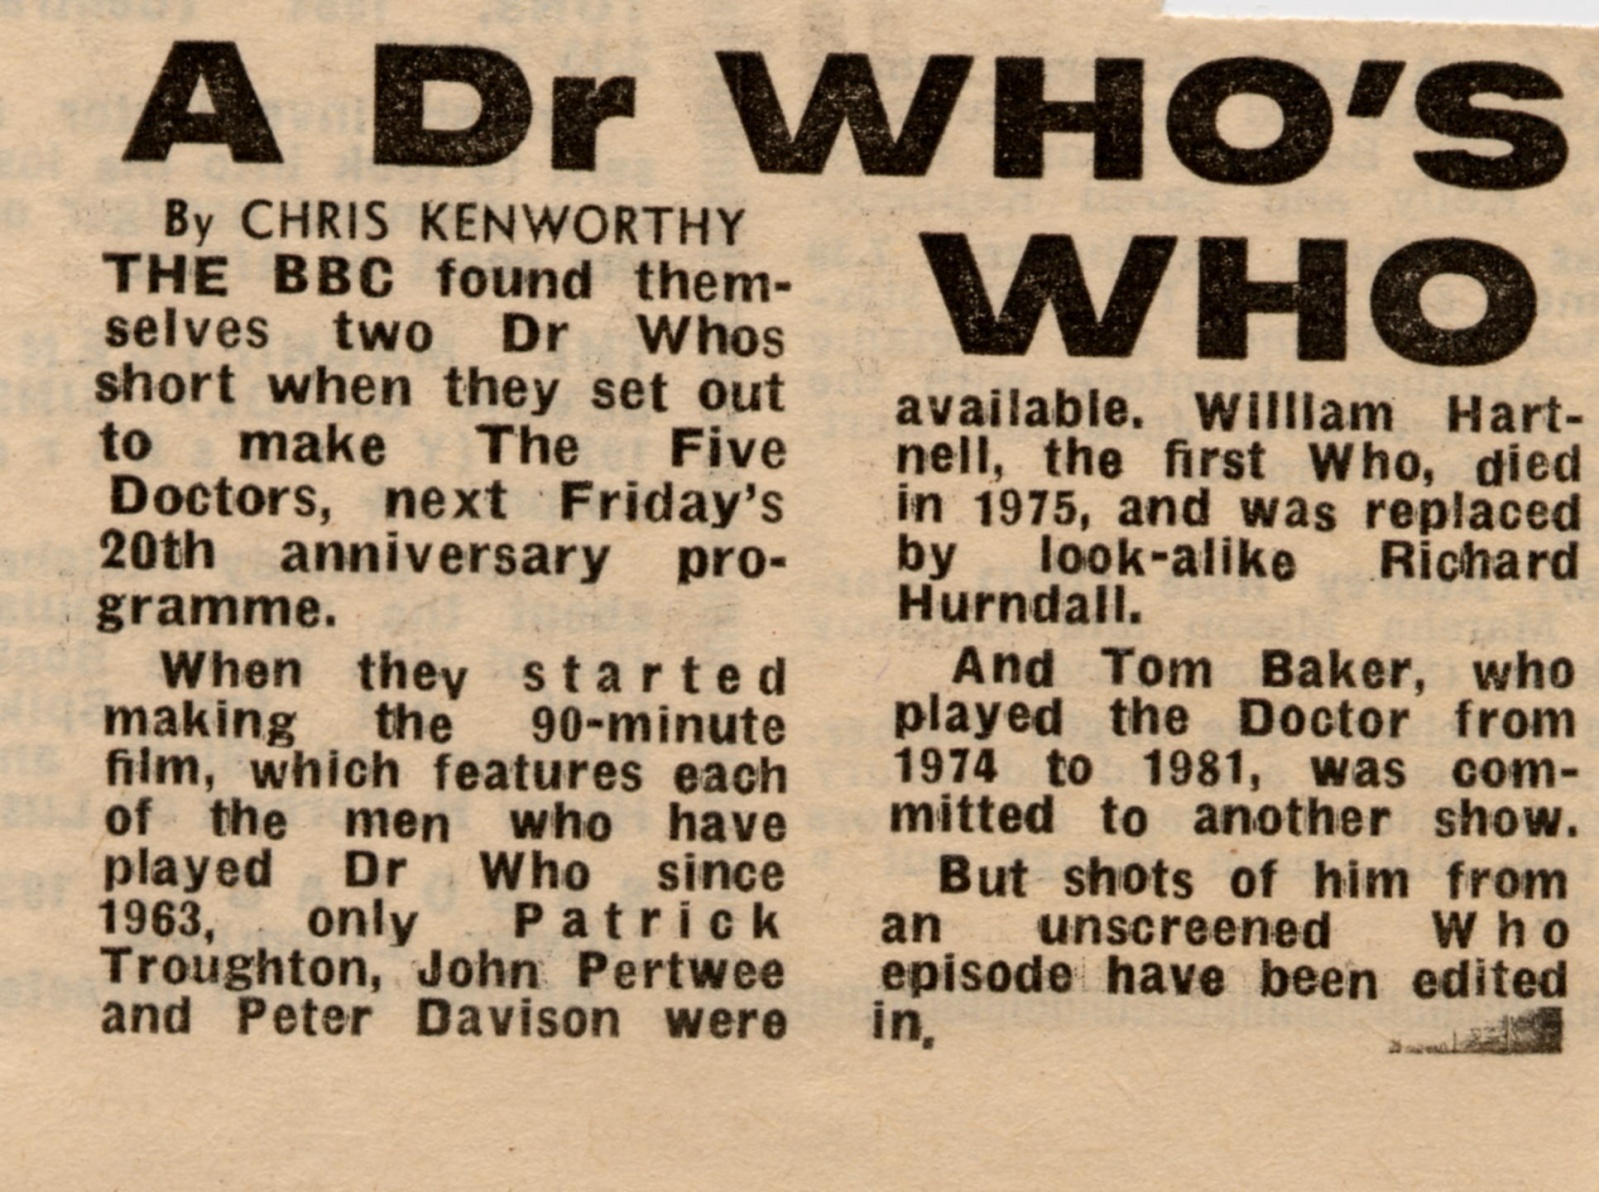 A Dr WHO'S
WHO
By CHRIS KENWORTHY
THE BBC found them-
selves two Dr Whos
short when they set out
to make The Five
Doctors, next Friday's
20th anniversary pro-
gramme.
When they started
making the 90-minute
film, which features each
of the men who have
played Dr Who since
1963, only Patrick
Troughton, John Pertwee
and Peter Davison were
available. William Hart-
nell, the first Who, died
in 1975, and was replaced
by look-alike Richard
Hurndall.
And Tom Baker, who
played the Doctor from
1974 to 1981, was com-
mitted to another show.
But shots of him from
an unscreened Who
episode have been edited
in.